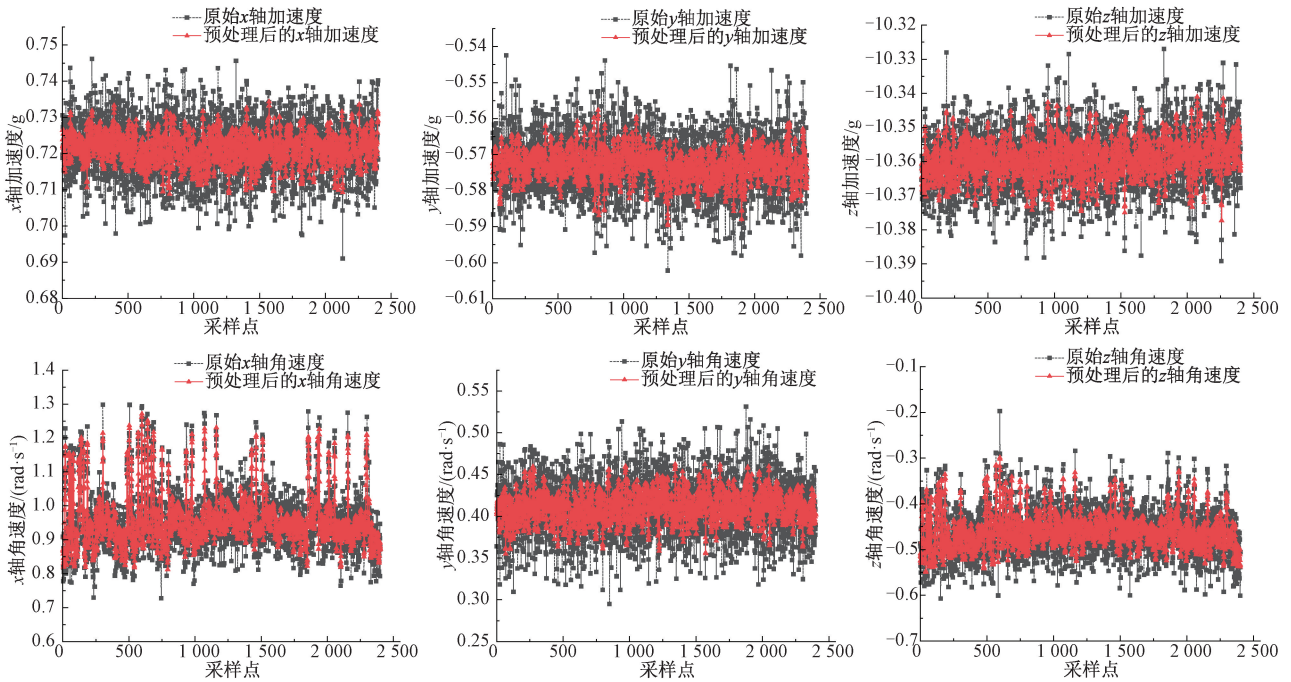 原始x轴加速度
预处理后的x轴加速度
x轴加速度/g
0.75
0.74
0.73
0.72
0.71
0.70
0.69
0.68
0 500 1 000 1 500 2 000 2 500
采样点
原始y轴加速度
预处理后的y轴加速度
y轴加速度/g
−0.54
−0.55
−0.56
−0.57
−0.58
−0.59
−0.60
−0.61
0 500 1 000 1 500 2 000 2 500
采样点
原始z轴加速度
预处理后的z轴加速度
z轴加速度/g
−10.32
−10.33
−10.34
−10.35
−10.36
−10.37
−10.38
−10.39
−10.40
0 500 1 000 1 500 2 000 2 500
采样点
原始x轴角速度
预处理后的x轴角速度
x轴角速度/(rad·s⁻¹)
1.4
1.3
1.2
1.1
1.0
0.9
0.8
0.7
0.6
0 500 1 000 1 500 2 000 2 500
采样点
原始y轴角速度
预处理后的y轴角速度
y轴角速度/(rad·s⁻¹)
0.55
0.50
0.45
0.40
0.35
0.30
0.25
0 500 1 000 1 500 2 000 2 500
采样点
原始z轴角速度
预处理后的z轴角速度
z轴角速度/(rad·s⁻¹)
−0.1
−0.2
−0.3
−0.4
−0.5
−0.6
−0.7
0 500 1 000 1 500 2 000 2 500
采样点